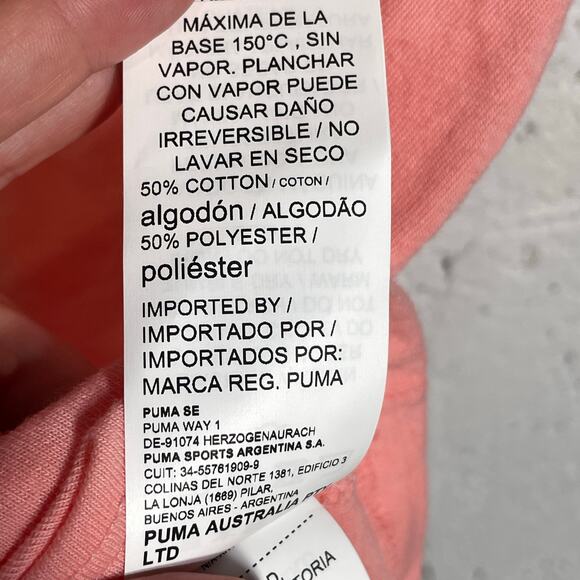 MÁXIMA DE LA
BASE 150°C , SIN
VAPOR. PLANCHAR
CON VAPOR PUEDE
CAUSAR DAÑO
IRREVERSIBLE / NO
LAVAR EN SECO
50% COTTON / COTON /
algodón / ALGODÃO
50% POLYESTER /
poliéster
IMPORTED BY /
IMPORTADO POR /
IMPORTADOS POR:
MARCA REG. PUMA
PUMA SE
PUMA WAY 1
DE-91074 HERZOGENAURACH
PUMA SPORTS ARGENTINA S.A.
CUIT: 34-55761909-9
COLINAS DEL NORTE 1381, EDIFICIO 3
LA LONJA (1669) PILAR,
BUENOS AIRES - ARGENTINA
PUMA AUSTRALIA
LTD